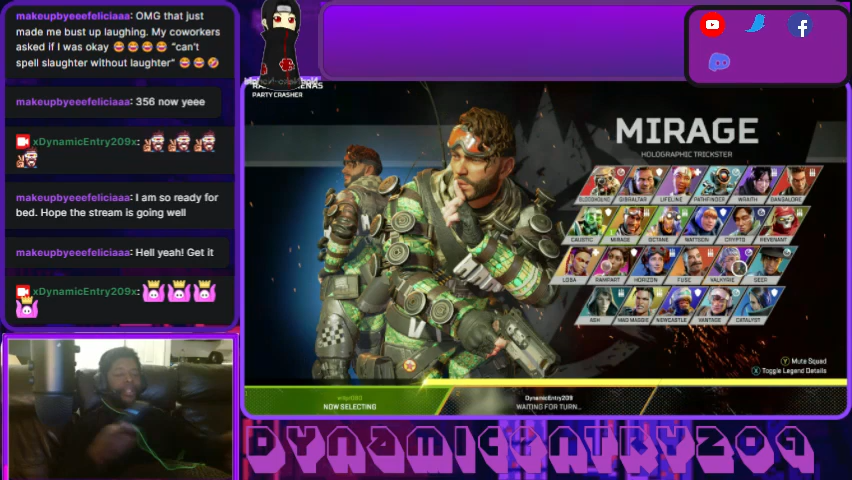 makeupbyeeefeliciaaa: OMG that just
made me bust up laughing. My coworkers
asked if I was okay 😂 😂 😂 😂 "can't
spell slaughter without laughter" 😂 😂 🤣
makeupbyeeefeliciaaa: 356 now yeee
xDynamicEntry209x:
makeupbyeeefeliciaaa: I am so ready for
bed. Hope the stream is going well
makeupbyeeefeliciaaa: Hell yeah! Get it
xDynamicEntry209x:
PARTY CRASHER
MIRAGE
HOLOGRAPHIC TRICKSTER
BLOODHOUND GIBRALTAR LIFELINE PATHFINDER WRAITH BANGALORE
CAUSTIC MIRAGE OCTANE WATTSON CRYPTO REVENANT
LOBA RAMPART HORIZON FUSE VALKYRIE SEER
ASH MAD MAGGIE NEWCASTLE VANTAGE CATALYST
Y Mute Squad
X Toggle Legend Details
NOW SELECTING
DynamicEntry209
WAITING FOR TURN...
DYNAMICENTRY209